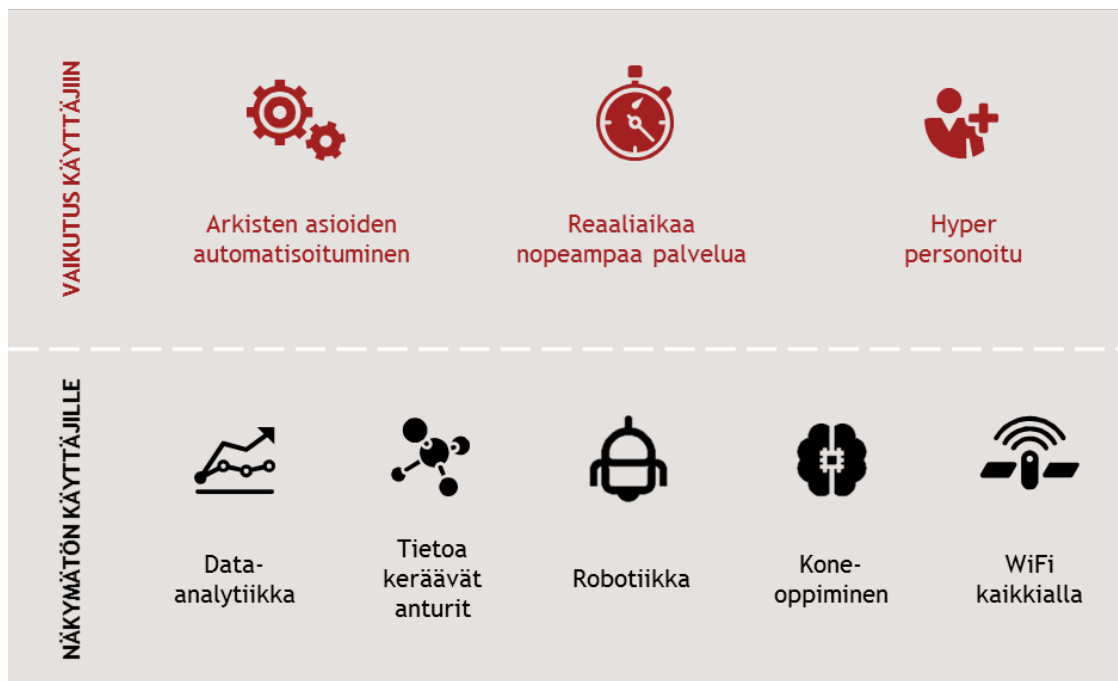 VAIKUTUS KÄYTTÄJIIN
Arkisten asioiden
automatisoituminen
Reaaliaikaa
nopeampaa palvelua
Hyper
personoitu
NÄKYMÄTÖN KÄYTTÄJILLE
Data-
analytiikka
Tietoa
keräävät
anturit
Robotiikka
Kone-
oppiminen
WiFi
kaikkialla